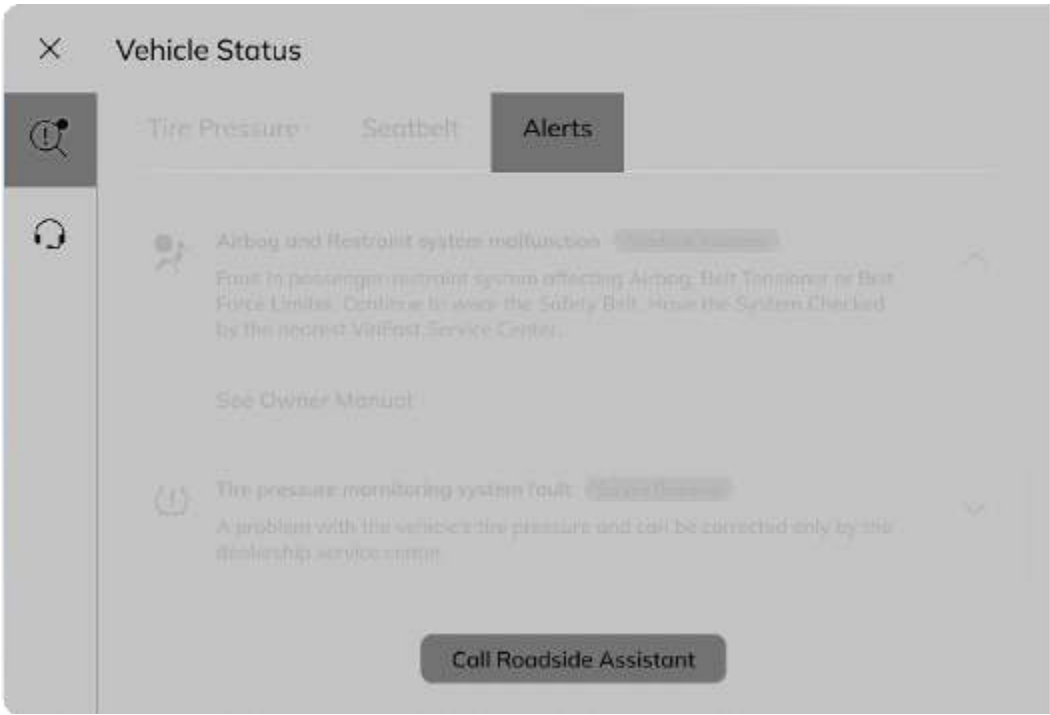 Vehicle Status
Tire Pressure
Seatbelt
Alerts
Airbag and Restraint system malfunction
Fault in passenger restraint system affecting Airbag, Belt Tensioner or Belt
Force Limiter. Continue to wear the Safety Belt. Have the System Checked
by the nearest VinFast Service Center.
See Owner Manual
Tire pressure monitoring system fault
A problem with the vehicle's tire pressure and can be corrected only by the
dealership service center.
Call Roadside Assistant